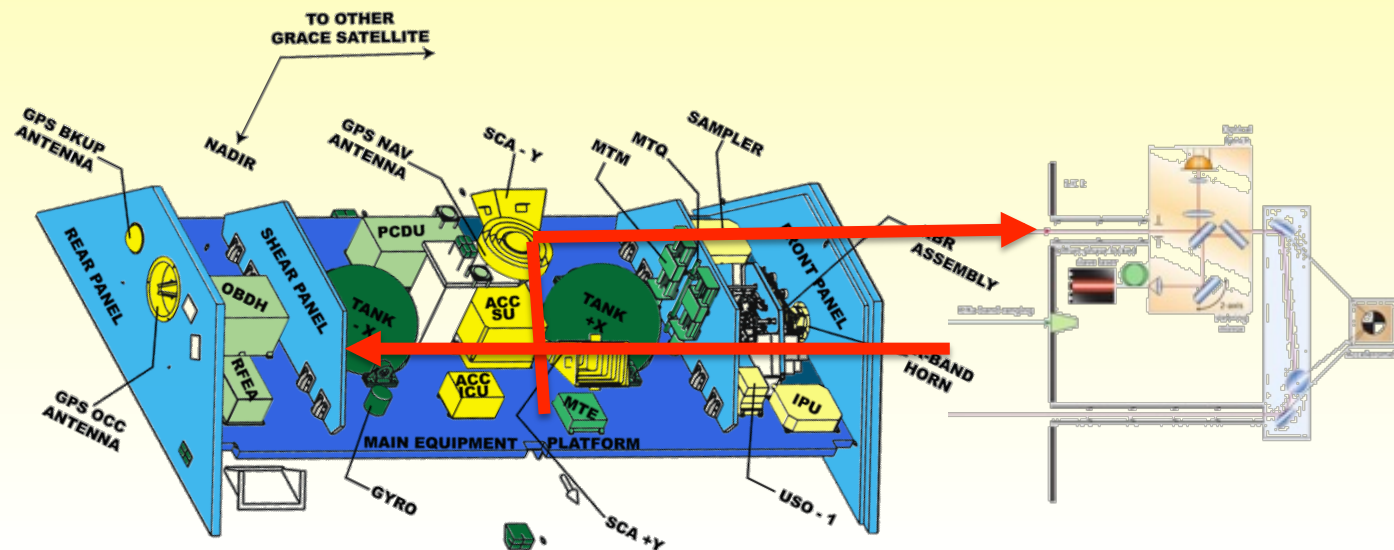 TO OTHER
GRACE SATELLITE
NADIR
GPS BKUP
ANTENNA
GPS NAV
ANTENNA
SCA - Y
MTM
MTQ
SAMPLER
REAR PANEL
SHEAR PANEL
PCDU
OBDH
RFEA
TANK
- X
ACC
SU
ACC
ICU
TANK
+X
MTE
FRONT PANEL
ASSEMBLY
HORN
IPU
GPS OCC
ANTENNA
MAIN EQUIPMENT PLATFORM
GYRO
SCA +Y
USO - 1
2-axis